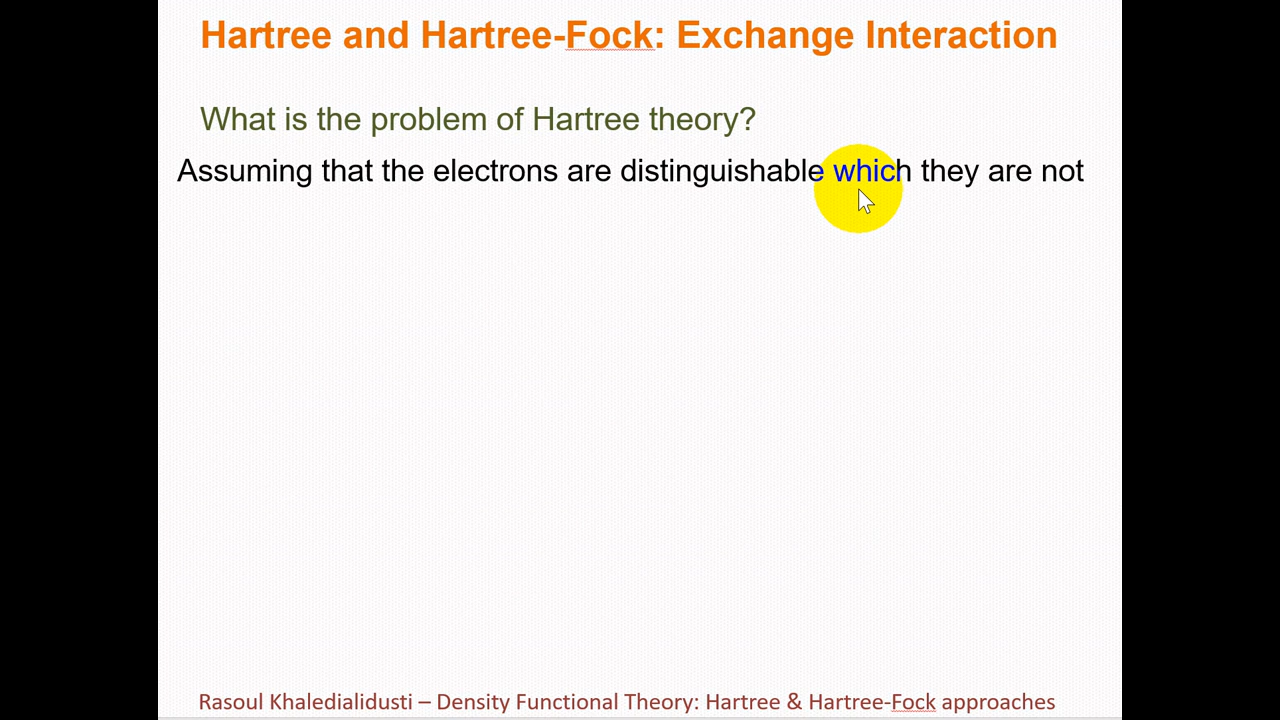 Hartree and Hartree-Fock: Exchange Interaction
What is the problem of Hartree theory?
Assuming that the electrons are distinguishable which they are not
Rasoul Khaledialidusti – Density Functional Theory: Hartree & Hartree-Fock approaches